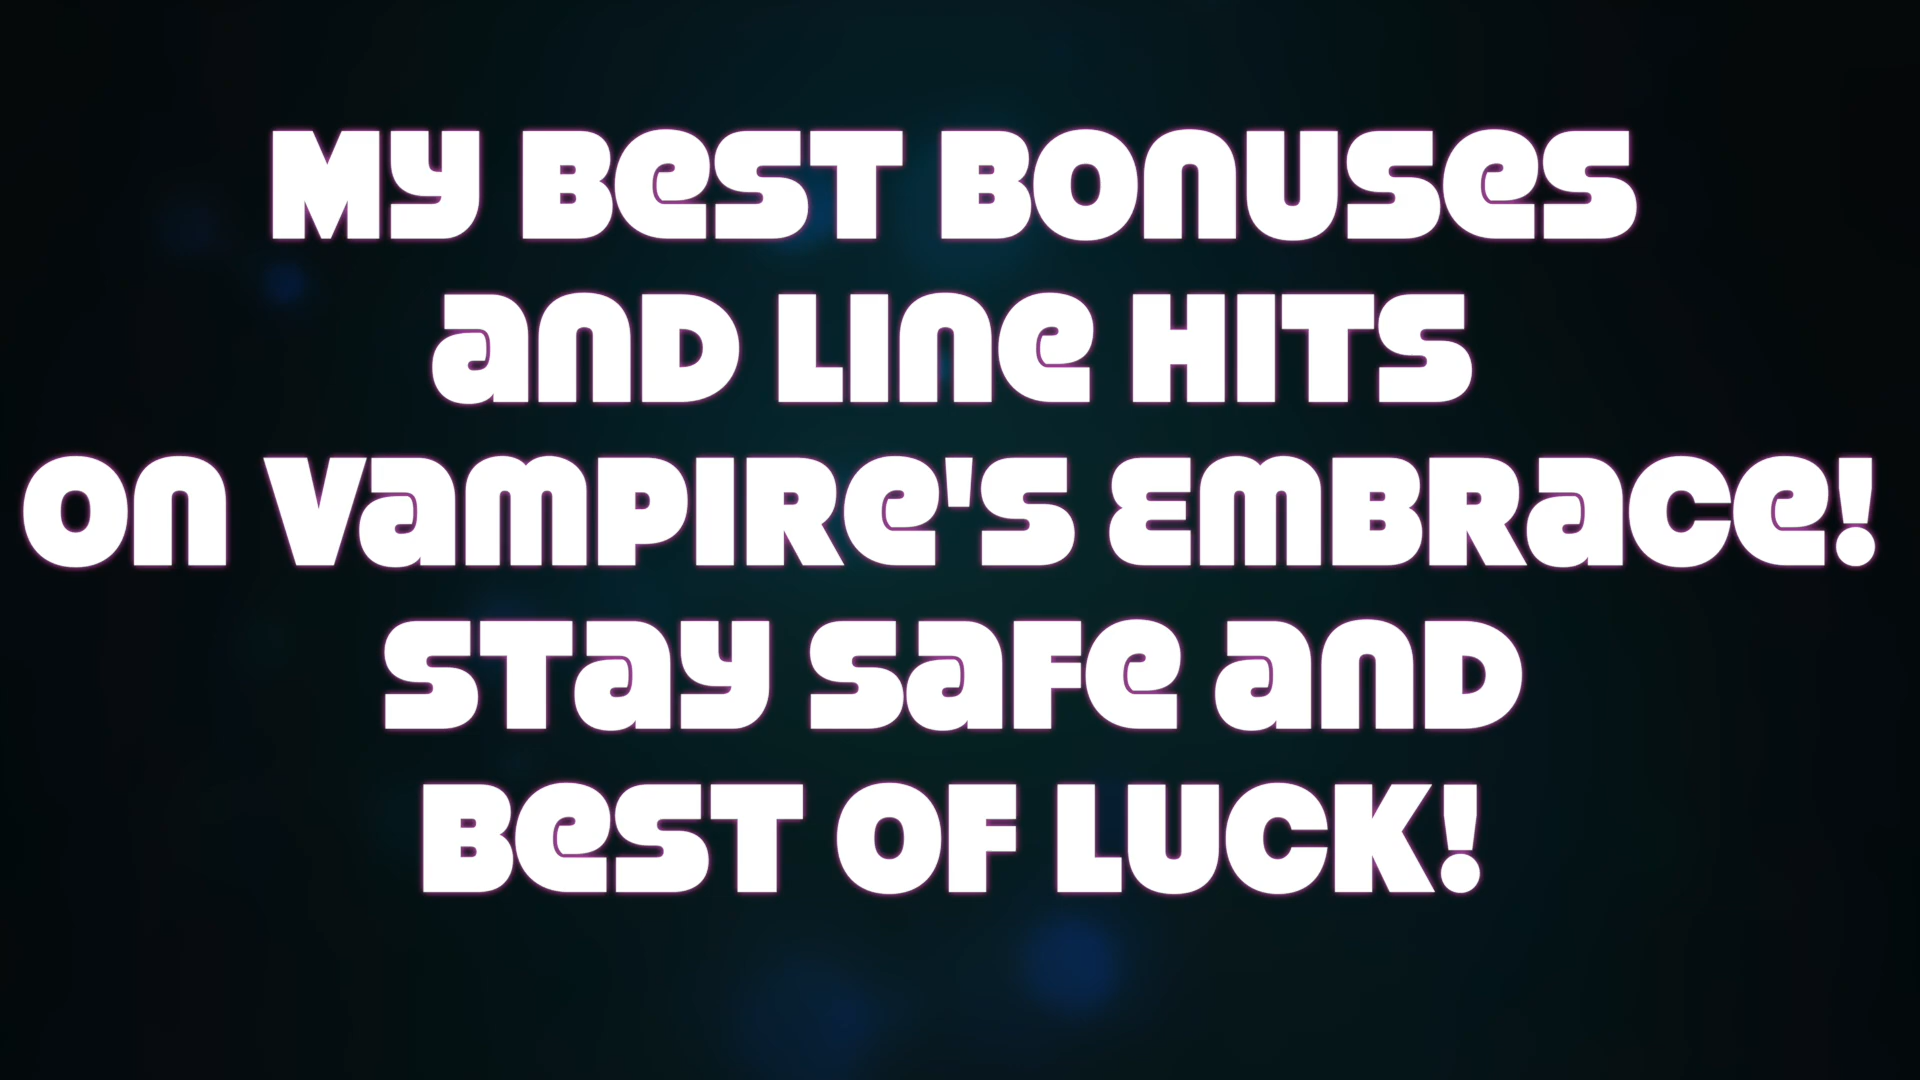 My Best Bonuses
and Line Hits
on Vampire's Embrace!
Stay Safe and
Best of Luck!